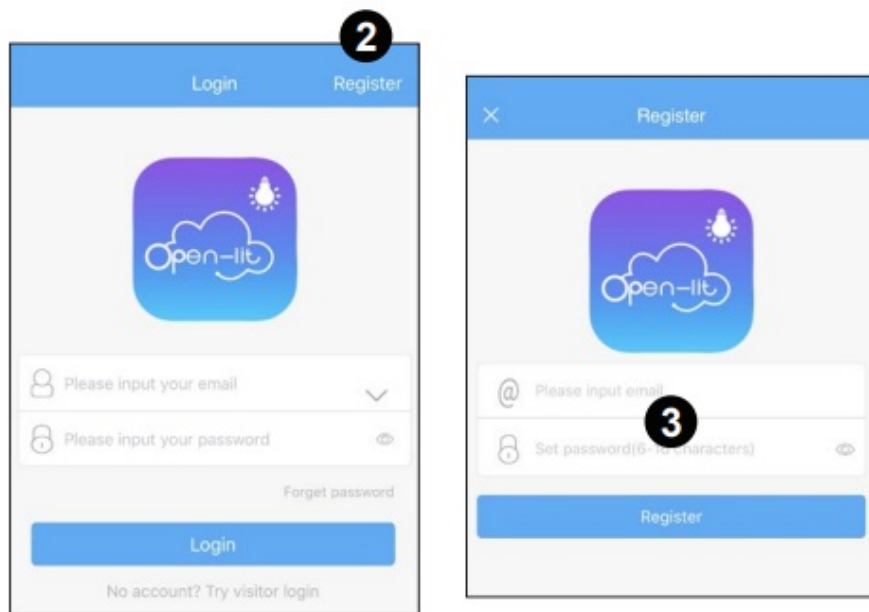 2
Login
Register
Open-lit
Please input your email
Please input your password
Forget password
Login
No account? Try visitor login
Register
Open-lit
@ Please input email
3
Set password(6- characters)
Register